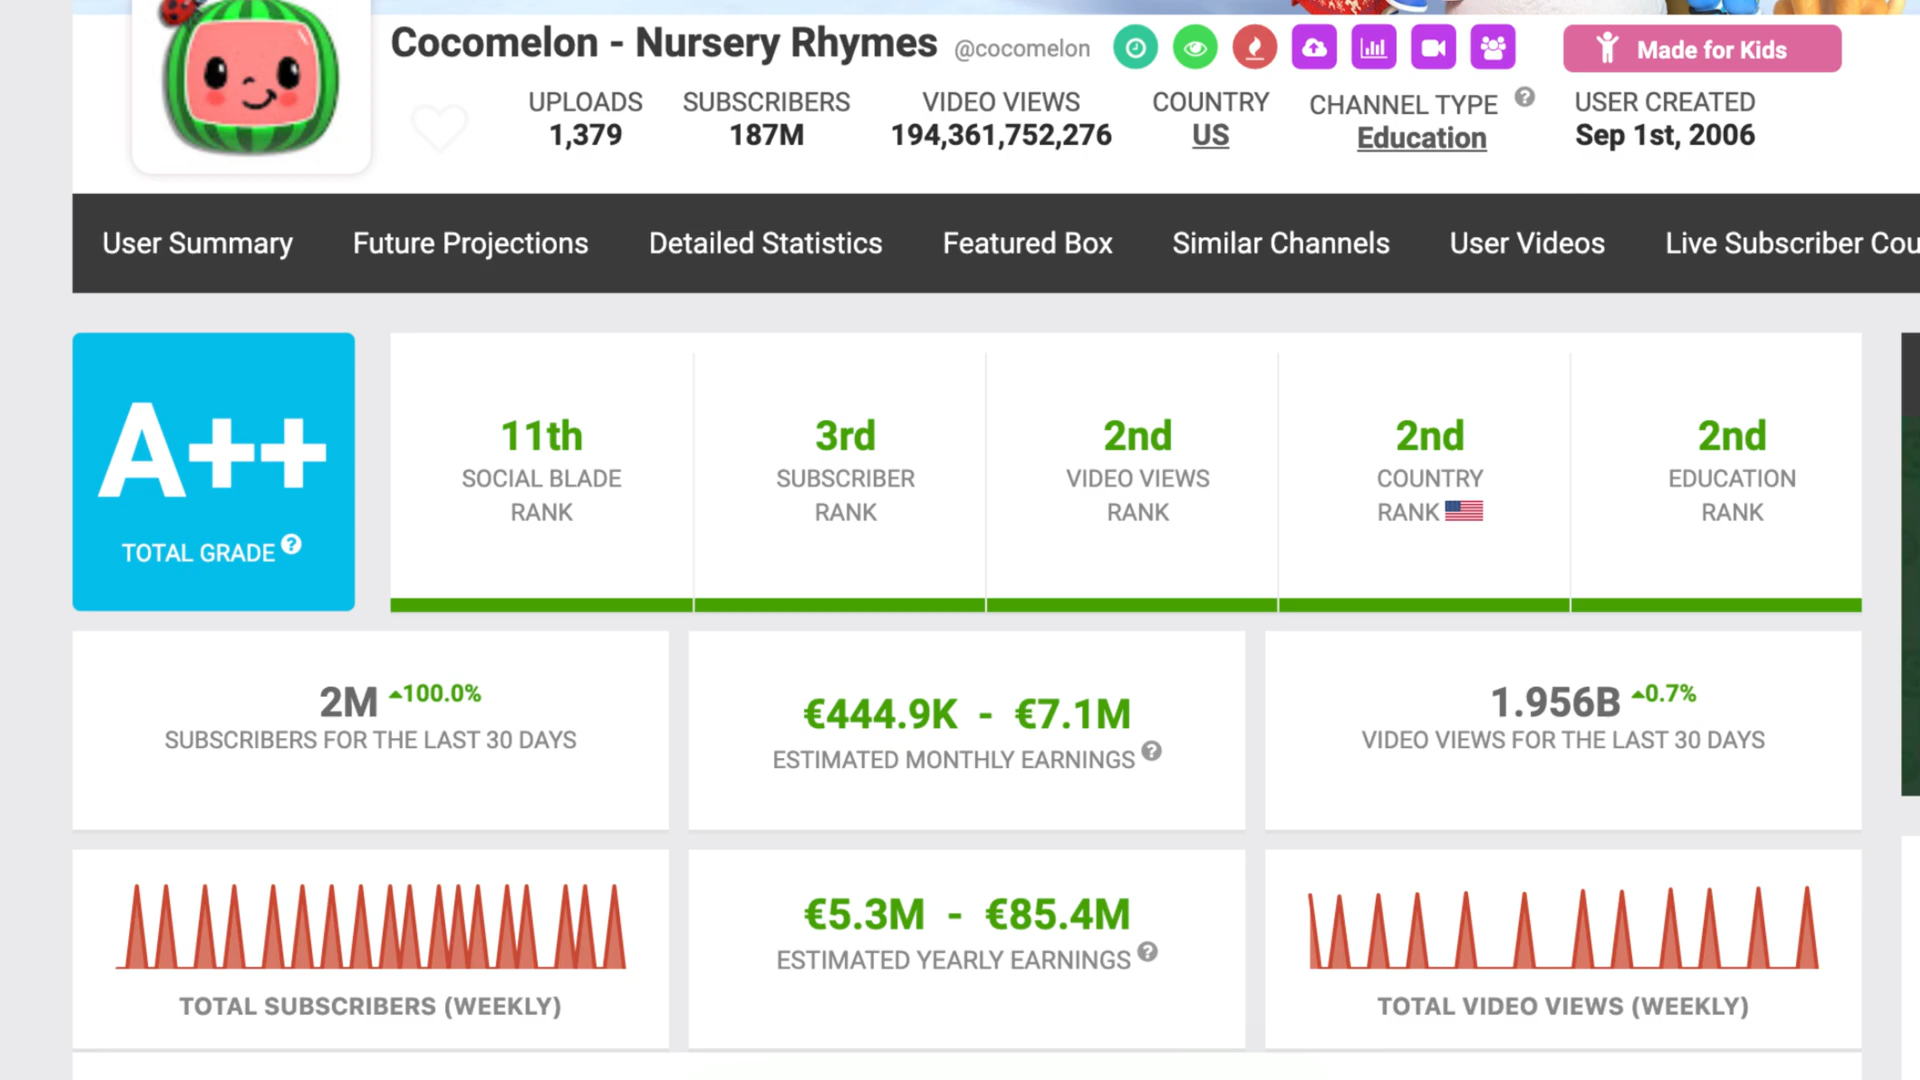 Cocomelon - Nursery Rhymes @cocomelon
Made for Kids
UPLOADS
1,379
SUBSCRIBERS
187M
VIDEO VIEWS
194,361,752,276
COUNTRY
US
CHANNEL TYPE ?
Education
USER CREATED
Sep 1st, 2006
User Summary
Future Projections
Detailed Statistics
Featured Box
Similar Channels
User Videos
Live Subscriber Cou
A++
TOTAL GRADE ?
11th
SOCIAL BLADE
RANK
3rd
SUBSCRIBER
RANK
2nd
VIDEO VIEWS
RANK
2nd
COUNTRY
RANK
2nd
EDUCATION
RANK
2M 100.0%
SUBSCRIBERS FOR THE LAST 30 DAYS
€444.9K - €7.1M
ESTIMATED MONTHLY EARNINGS ?
1.956B 0.7%
VIDEO VIEWS FOR THE LAST 30 DAYS
TOTAL SUBSCRIBERS (WEEKLY)
€5.3M - €85.4M
ESTIMATED YEARLY EARNINGS ?
TOTAL VIDEO VIEWS (WEEKLY)